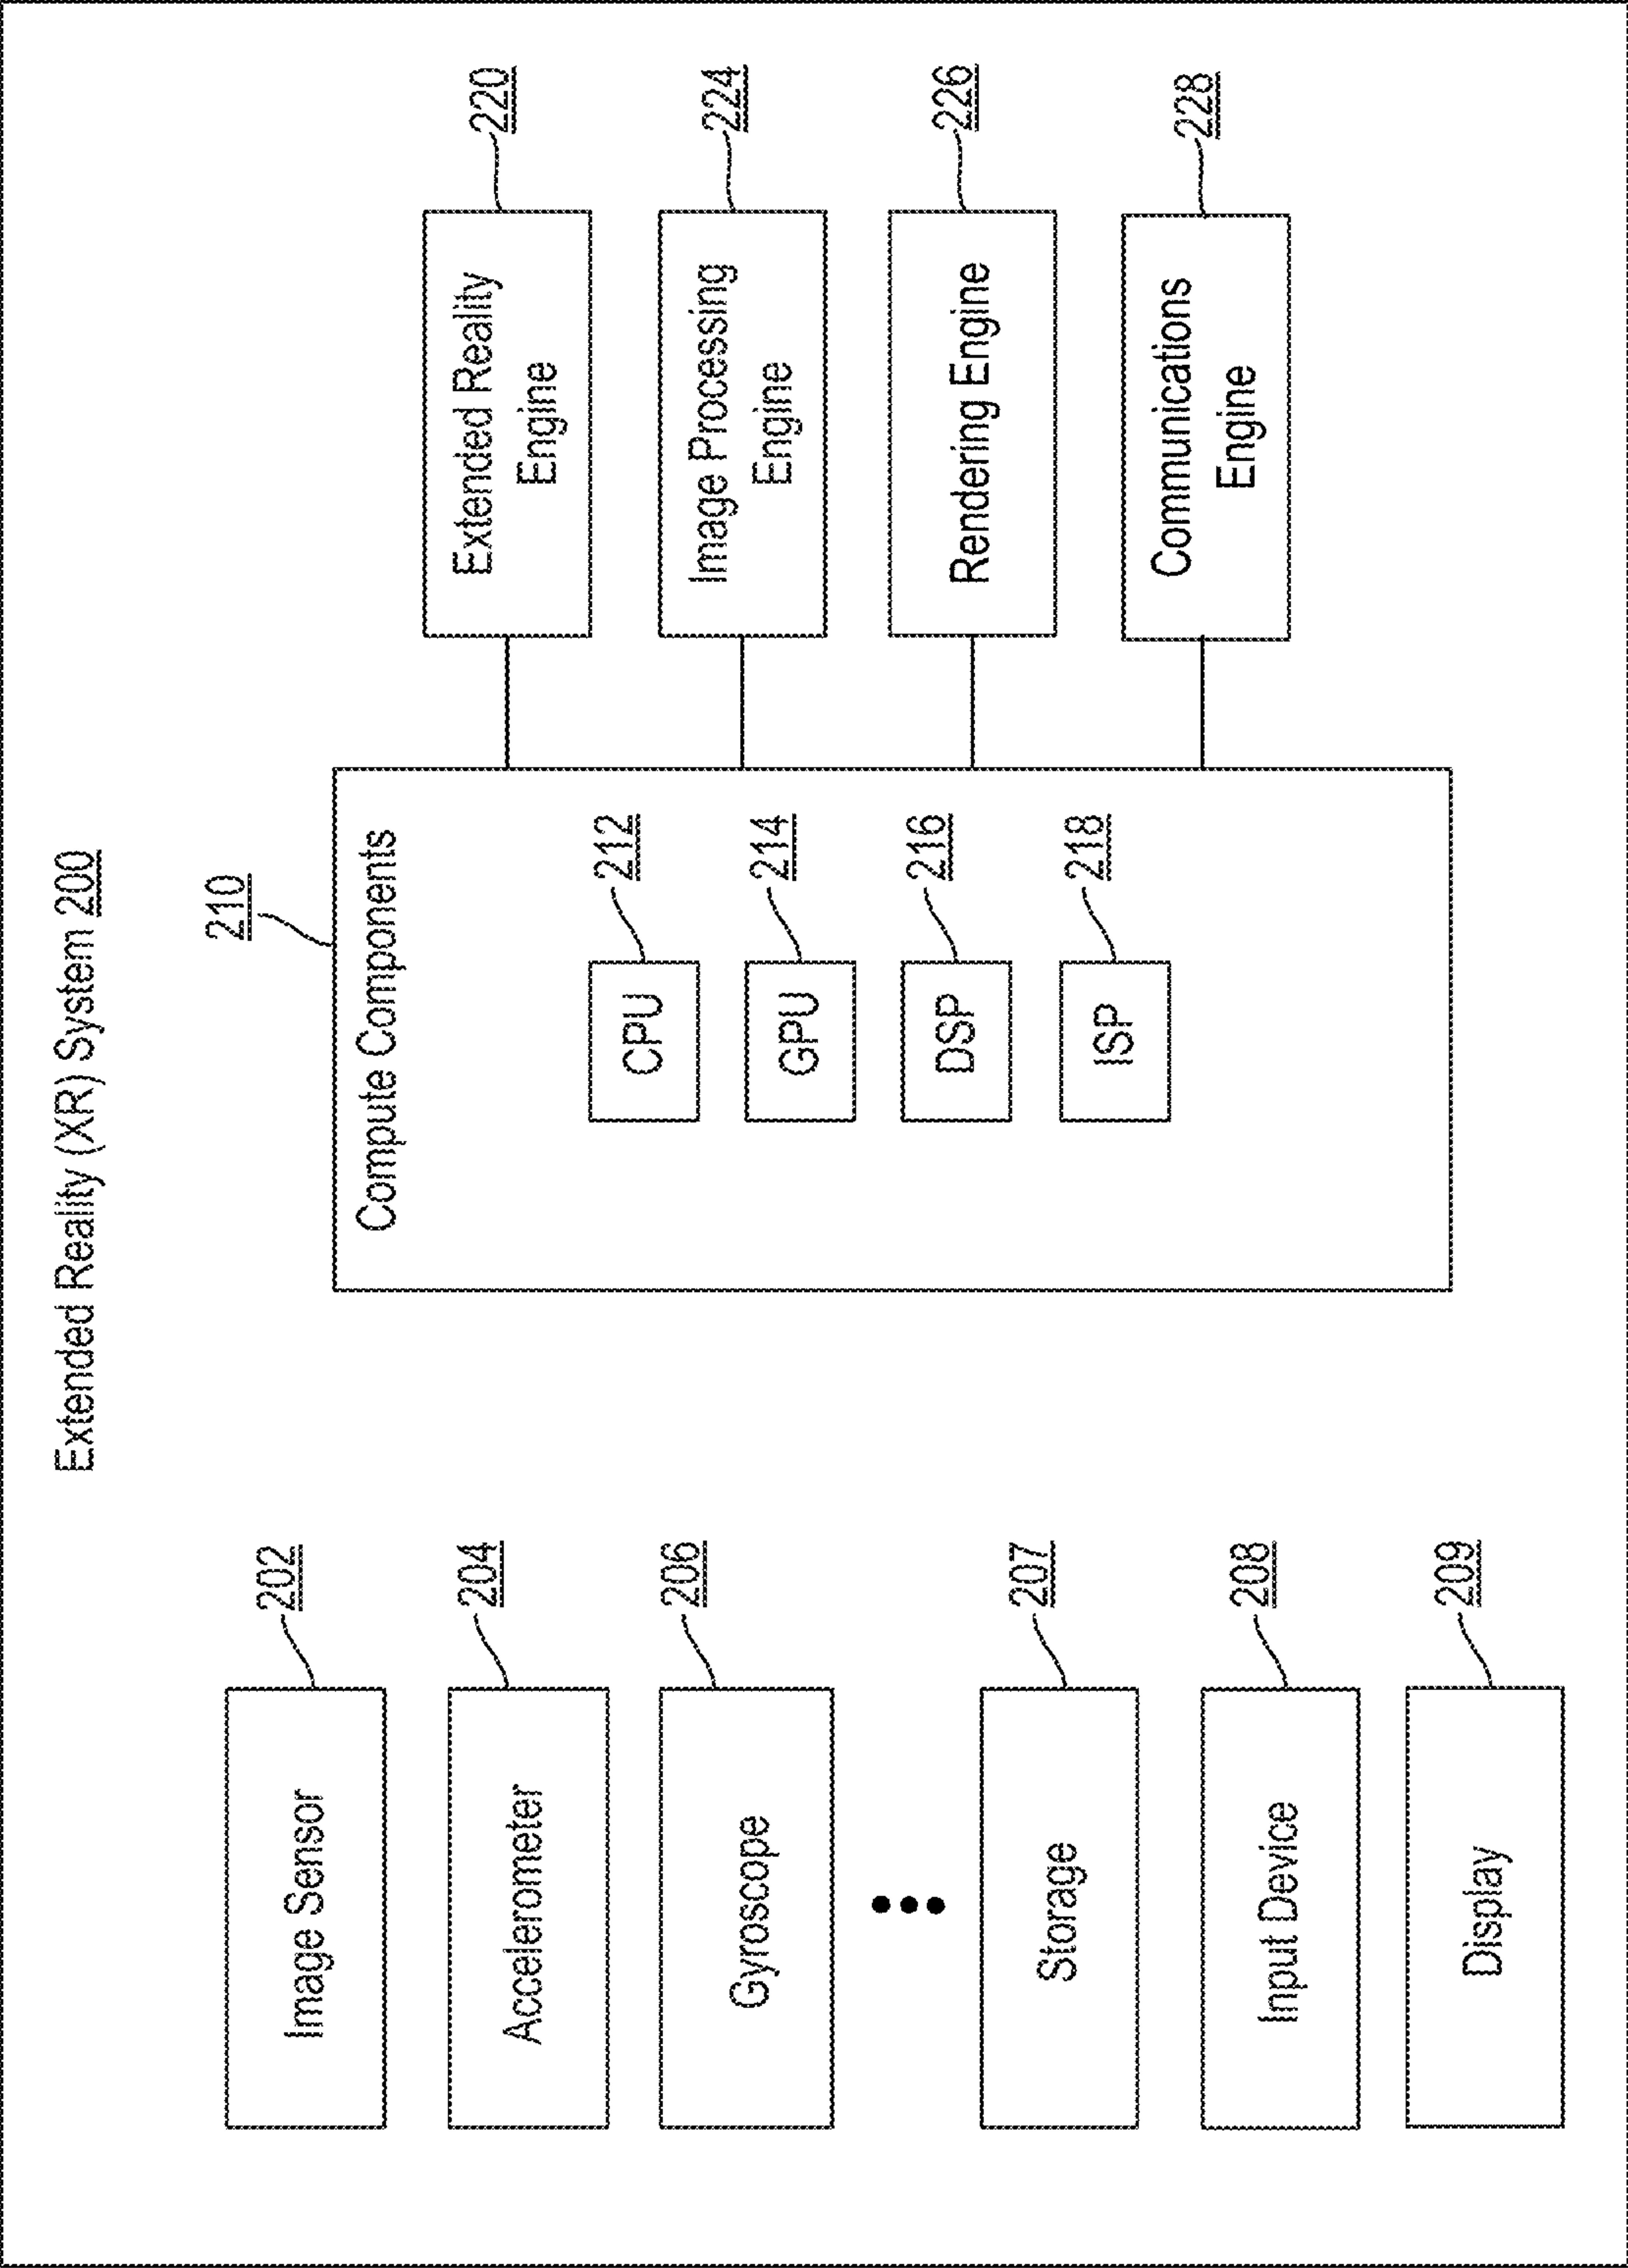 Extended Reality (XR) System 200
Image Sensor
202
Accelerometer
204
Gyroscope
206
Storage
207
Input Device
208
Display
209
210
Compute Components
CPU
212
GPU
214
DSP
216
ISP
218
Extended Reality
Engine
220
Image Processing
Engine
224
Rendering Engine
226
Communications
Engine
228